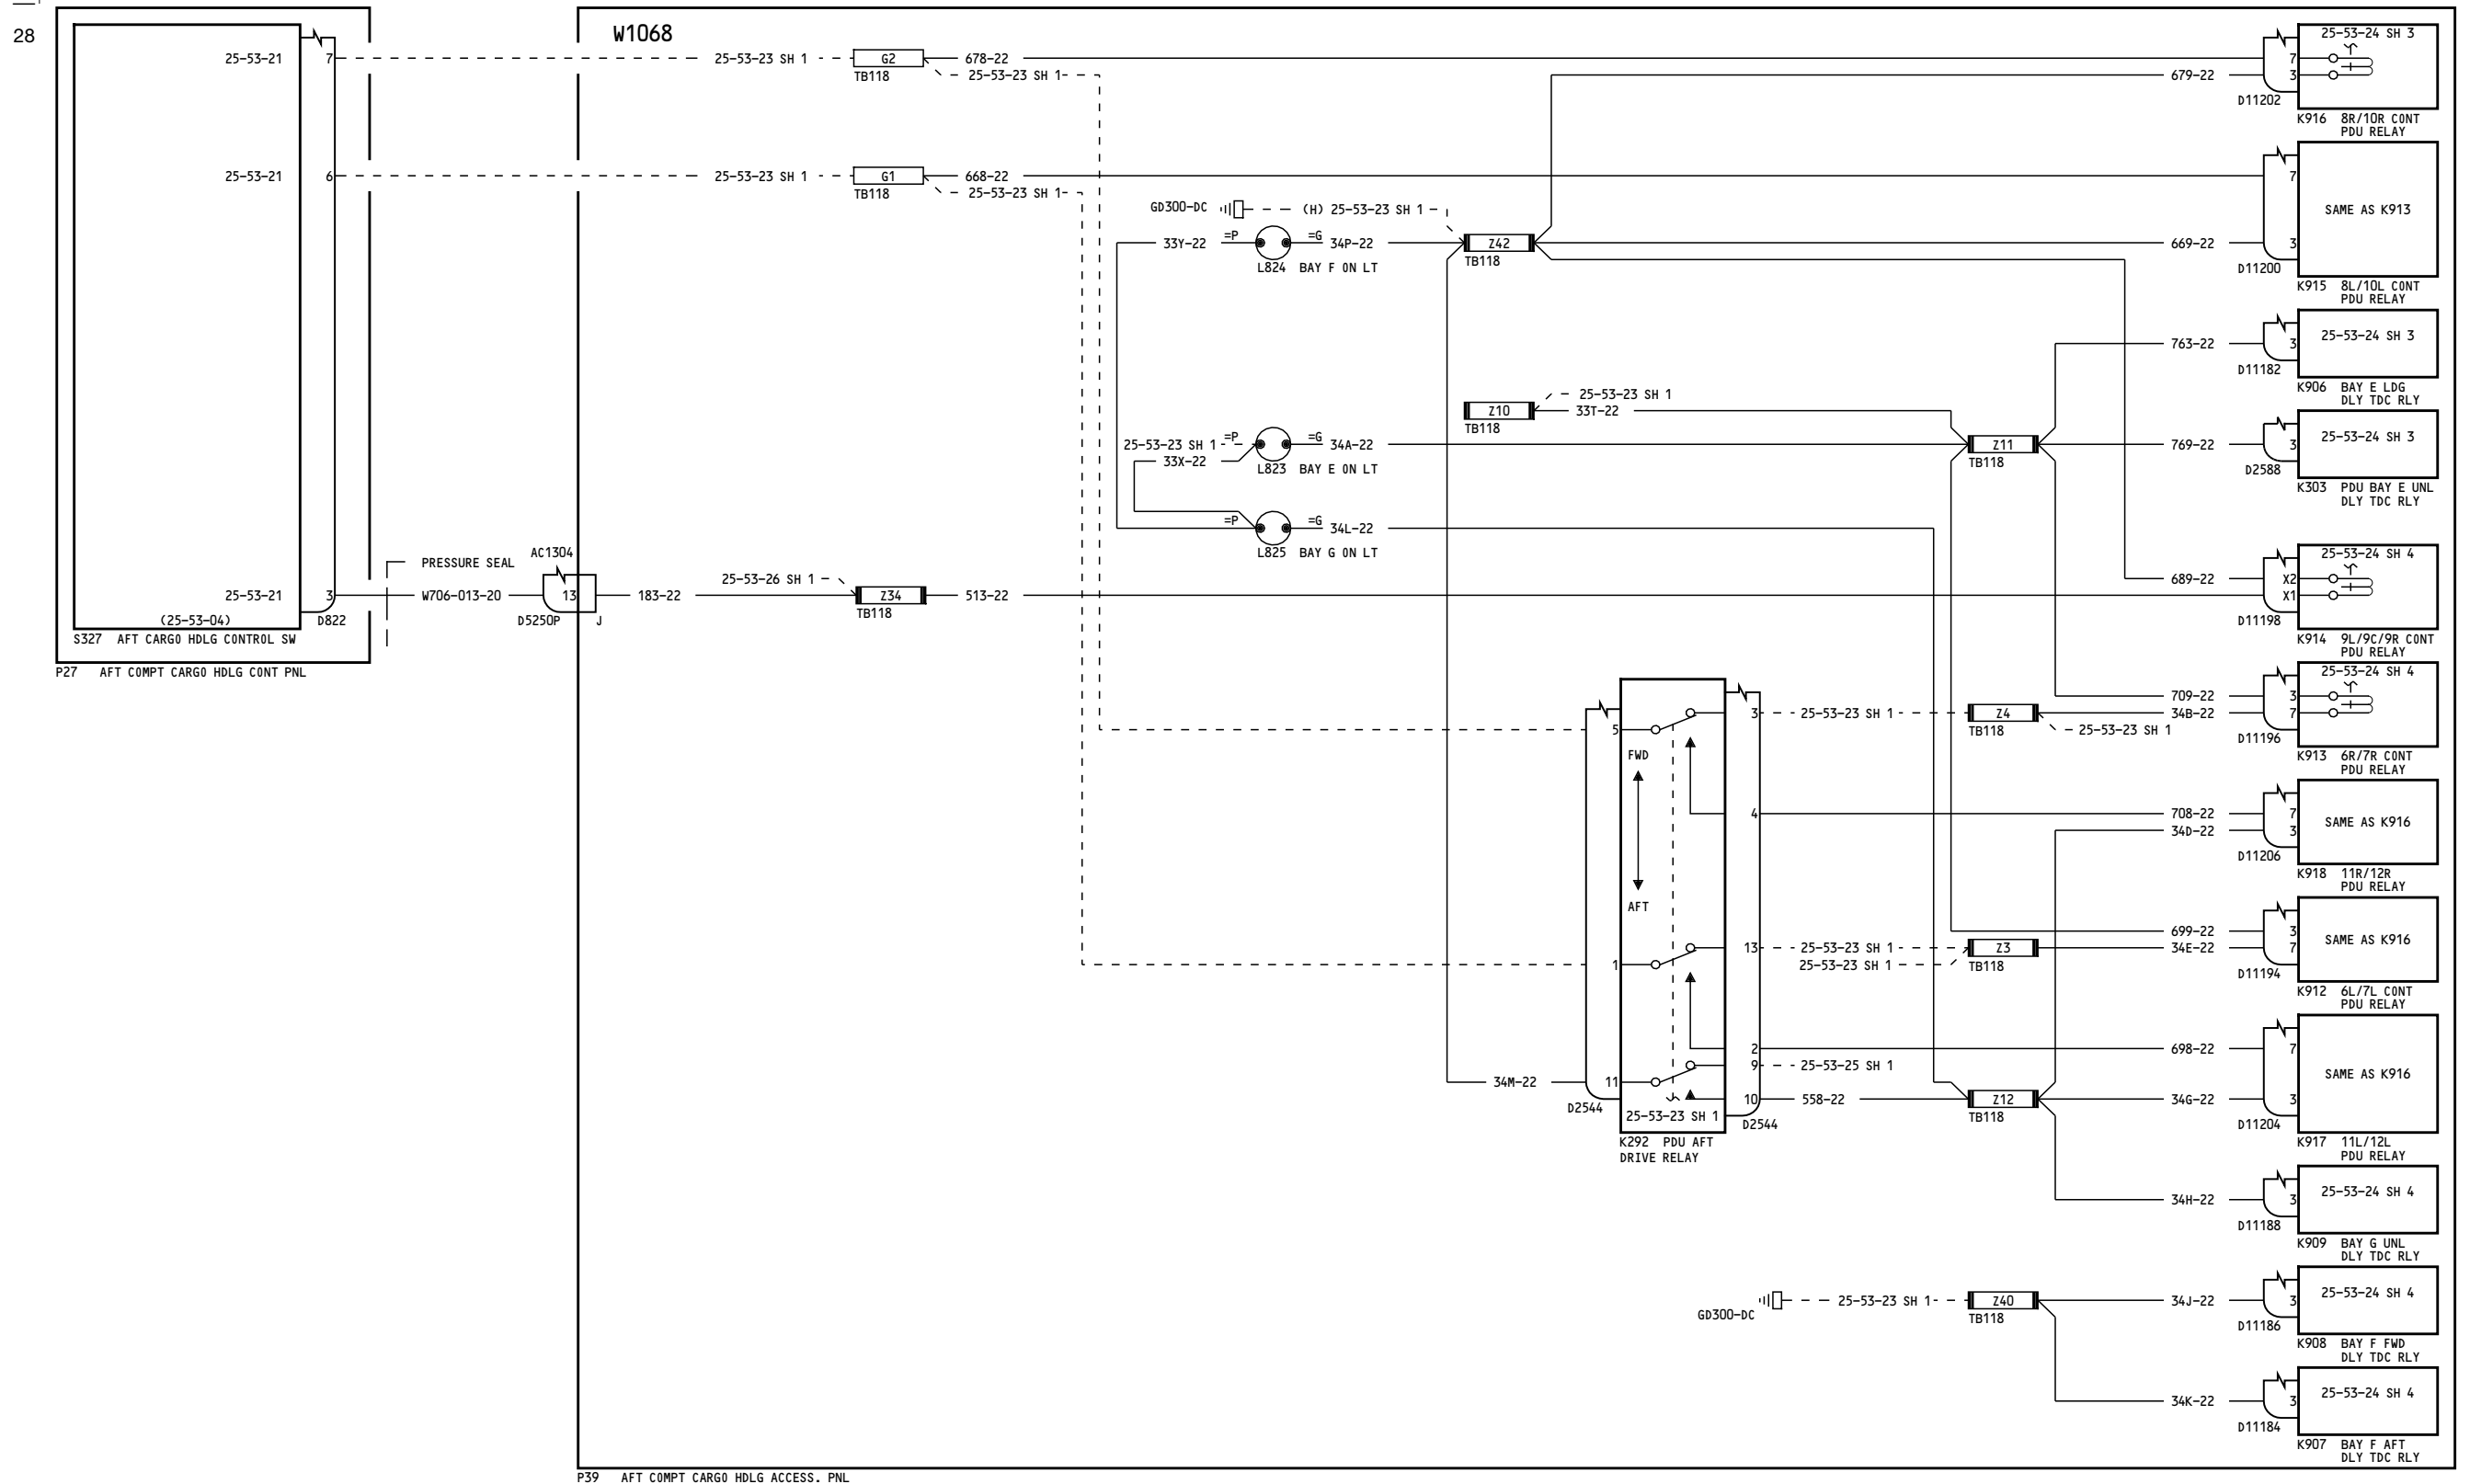 28
W1068
25-53-21
7
25-53-23 SH 1
G2
TB118
678-22
25-53-23 SH 1
25-53-24 SH 3
7
3
679-22
D11202
K916 8R/10R CONT
PDU RELAY
25-53-21
6
25-53-23 SH 1
G1
TB118
668-22
25-53-23 SH 1
7
SAME AS K913
GD300-DC
(H) 25-53-23 SH 1
33Y-22
=P
=G
34P-22
L824 BAY F ON LT
Z42
TB118
669-22
3
D11200
K915 8L/10L CONT
PDU RELAY
25-53-24 SH 3
763-22
3
D11182
K906 BAY E LDG
DLY TDC RLY
25-53-23 SH 1
Z10
33T-22
TB118
25-53-23 SH 1
=P
=G
34A-22
33X-22
L823 BAY E ON LT
Z11
TB118
769-22
3
25-53-24 SH 3
D2588
K303 PDU BAY E UNL
DLY TDC RLY
=P
=G
34L-22
L825 BAY G ON LT
PRESSURE SEAL
AC1304
25-53-26 SH 1
25-53-24 SH 4
689-22
X2
X1
25-53-21
3
W706-013-20
13
183-22
Z34
TB118
513-22
(25-53-04)
D822
D5250P
J
D11198
S327 AFT CARGO HDLG CONTROL SW
K914 9L/9C/9R CONT
PDU RELAY
P27 AFT COMPT CARGO HDLG CONT PNL
25-53-24 SH 4
709-22
3
34B-22
7
3
25-53-23 SH 1
Z4
TB118
25-53-23 SH 1
5
D11196
K913 6R/7R CONT
PDU RELAY
FWD
4
708-22
7
34D-22
3
SAME AS K916
D11206
K918 11R/12R
PDU RELAY
AFT
699-22
3
13
25-53-23 SH 1
Z3
34E-22
7
SAME AS K916
25-53-23 SH 1
TB118
1
D11194
K912 6L/7L CONT
PDU RELAY
2
698-22
7
9
25-53-25 SH 1
SAME AS K916
34M-22
11
10
558-22
Z12
34G-22
3
D2544
25-53-23 SH 1
D2544
TB118
D11204
K292 PDU AFT
DRIVE RELAY
K917 11L/12L
PDU RELAY
34H-22
3
25-53-24 SH 4
D11188
K909 BAY G UNL
DLY TDC RLY
GD300-DC
25-53-23 SH 1
Z40
TB118
34J-22
3
25-53-24 SH 4
D11186
K908 BAY F FWD
DLY TDC RLY
34K-22
3
25-53-24 SH 4
D11184
K907 BAY F AFT
DLY TDC RLY
P39 AFT COMPT CARGO HDLG ACCESS. PNL